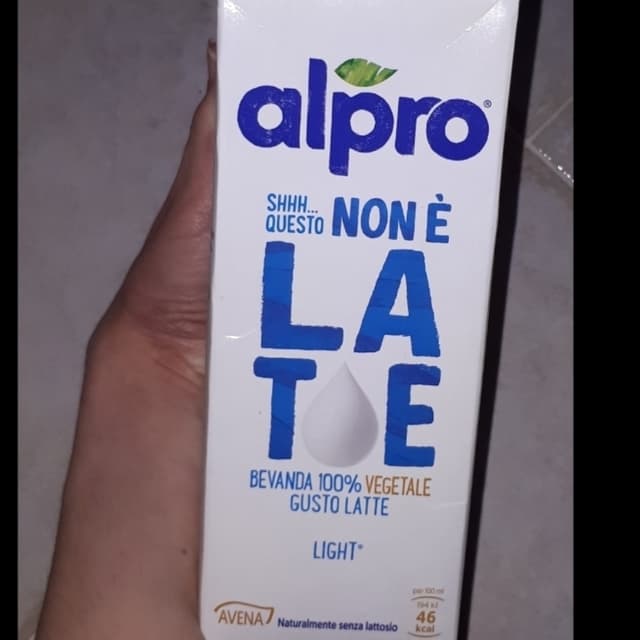 alpro®
SHHH...
QUESTO NON È
LA
T E
BEVANDA 100% VEGETALE
GUSTO LATTE
LIGHT*
AVENA
Naturalmente senza lattosio
per 100 ml
194 kJ
46
kcal